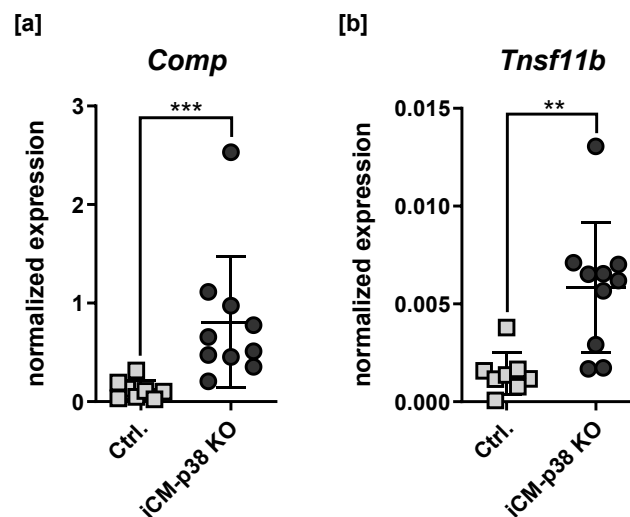 [a]
Comp
***
normalized expression
3
2
1
0
Ctrl.
iCM-p38 KO
[b]
Tnsf11b
**
normalized expression
0.015
0.010
0.005
0.000
Ctrl.
iCM-p38 KO